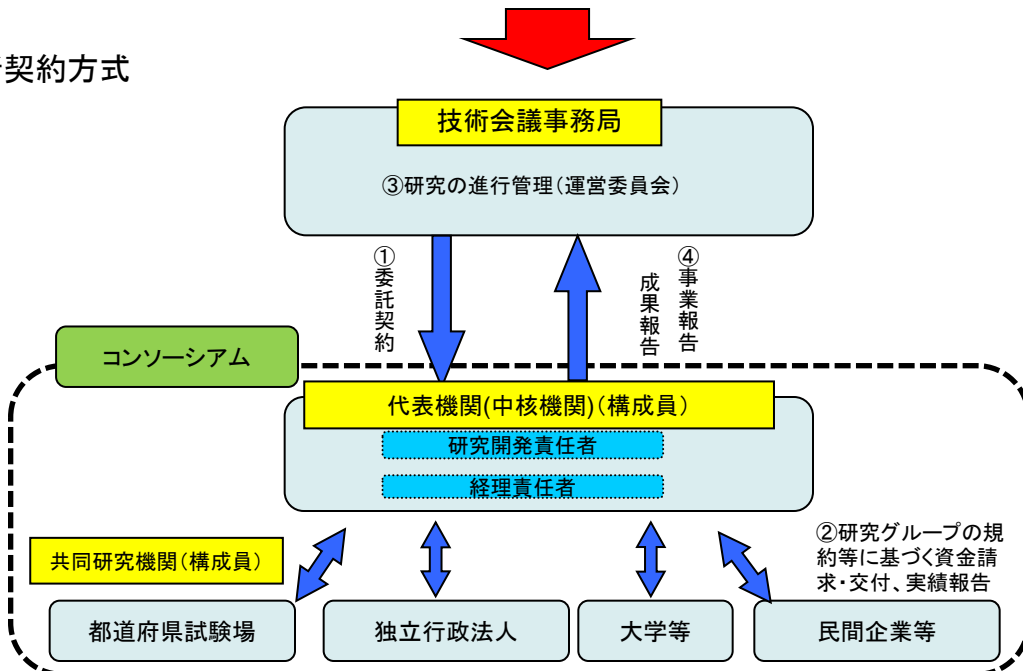 契約方式
技術会議事務局
③研究の進行管理（運営委員会）
①委託契約
④事業報告
成果報告
コンソーシアム
代表機関(中核機関)（構成員）
研究開発責任者
経理責任者
共同研究機関（構成員）
②研究グループの規
約等に基づく資金請
求・交付、実績報告
都道府県試験場
独立行政法人
大学等
民間企業等